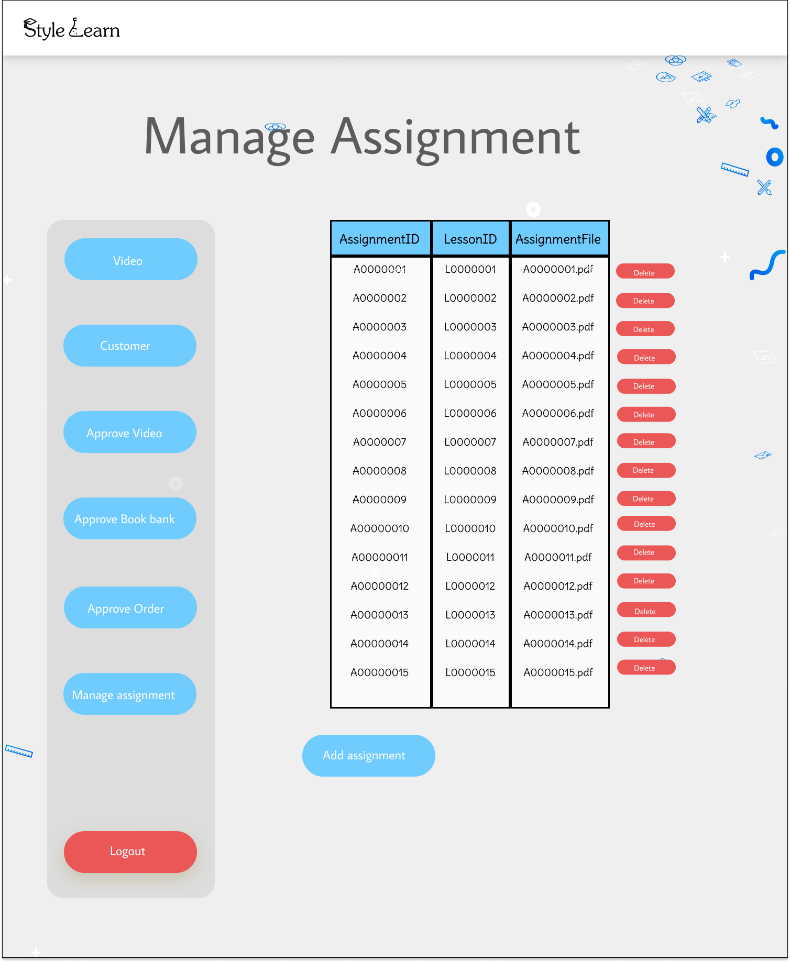 Style Learn
Manage Assignment
Video
Customer
Approve Video
Approve Book bank
Approve Order
Manage assignment
Logout
AssignmentID LessonID AssignmentFile
A0000001 L0000001 A0000001.pdf Delete
A0000002 L0000002 A0000002.pdf Delete
A0000003 L0000003 A0000003.pdf Delete
A0000004 L0000004 A0000004.pdf Delete
A0000005 L0000005 A0000005.pdf Delete
A0000006 L0000006 A0000006.pdf Delete
A0000007 L0000007 A0000007.pdf Delete
A0000008 L0000008 A0000008.pdf Delete
A0000009 L0000009 A0000009.pdf Delete
A00000010 L0000010 A0000010.pdf Delete
A00000011 L0000011 A0000011.pdf Delete
A00000012 L0000012 A0000012.pdf Delete
A00000013 L0000013 A0000013.pdf Delete
A00000014 L0000014 A0000014.pdf Delete
A00000015 L0000015 A0000015.pdf Delete
Add assignment